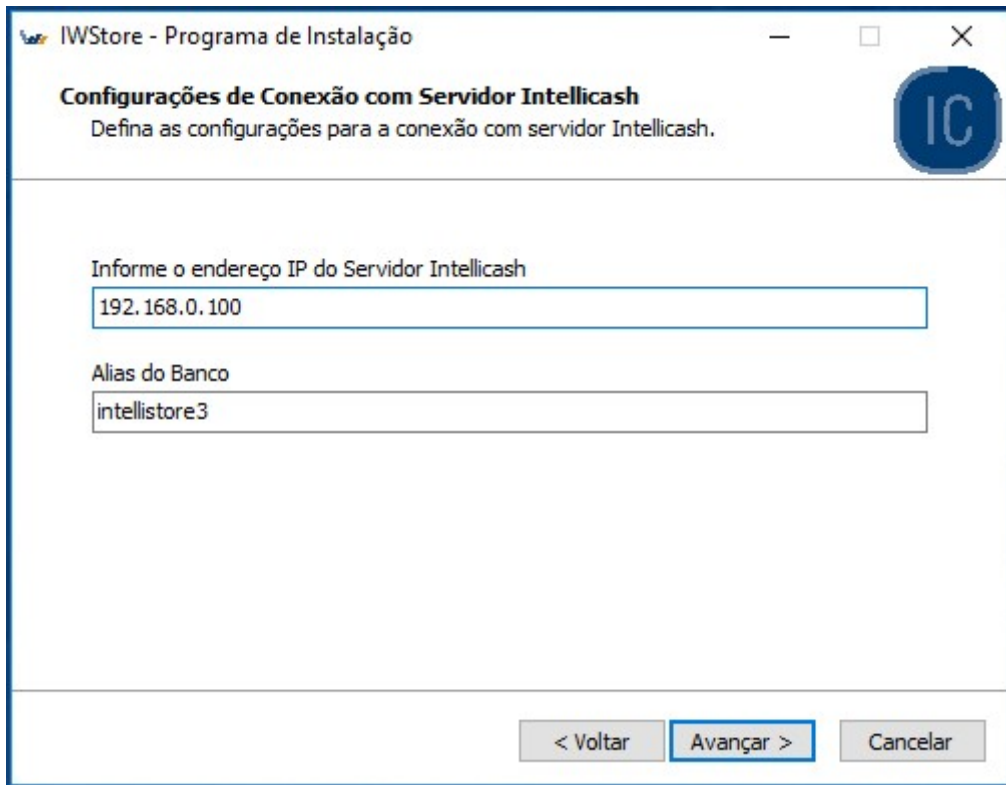 IWStore - Programa de Instalação
Configurações de Conexão com Servidor Intellicash
Defina as configurações para a conexão com servidor Intellicash.
IC
Informe o endereço IP do Servidor Intellicash
192.168.0.100
Alias do Banco
intellistore3
< Voltar
Avançar >
Cancelar